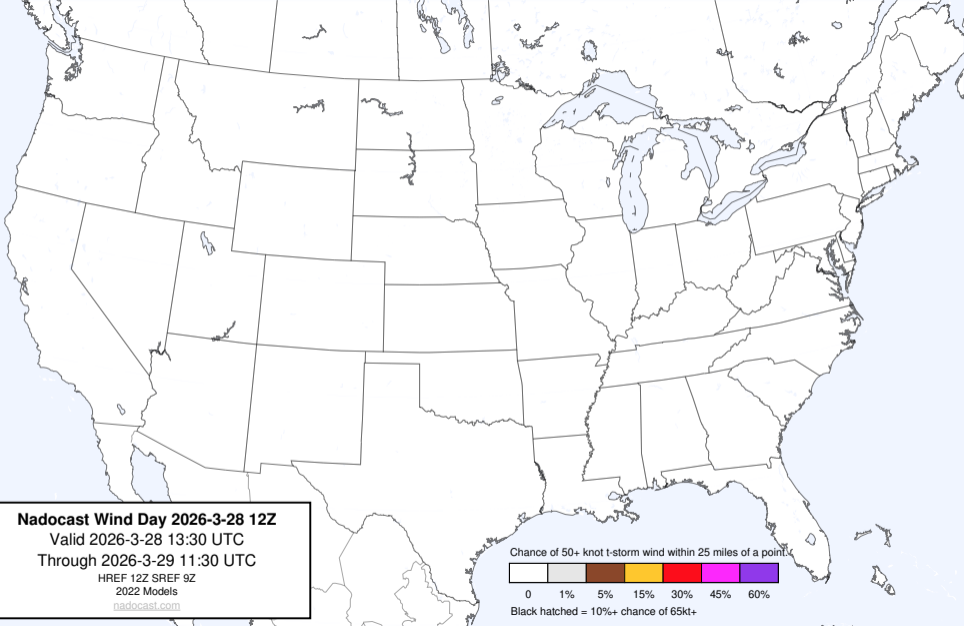 Nadocast Wind Day 2026-3-28 12Z
Valid 2026-3-28 13:30 UTC
Through 2026-3-29 11:30 UTC
HREF 12Z SREF 9Z
2022 Models
nadocast.com
Chance of 50+ knot t-storm wind within 25 miles of a point.
0 1% 5% 15% 30% 45% 60%
Black hatched = 10%+ chance of 65kt+